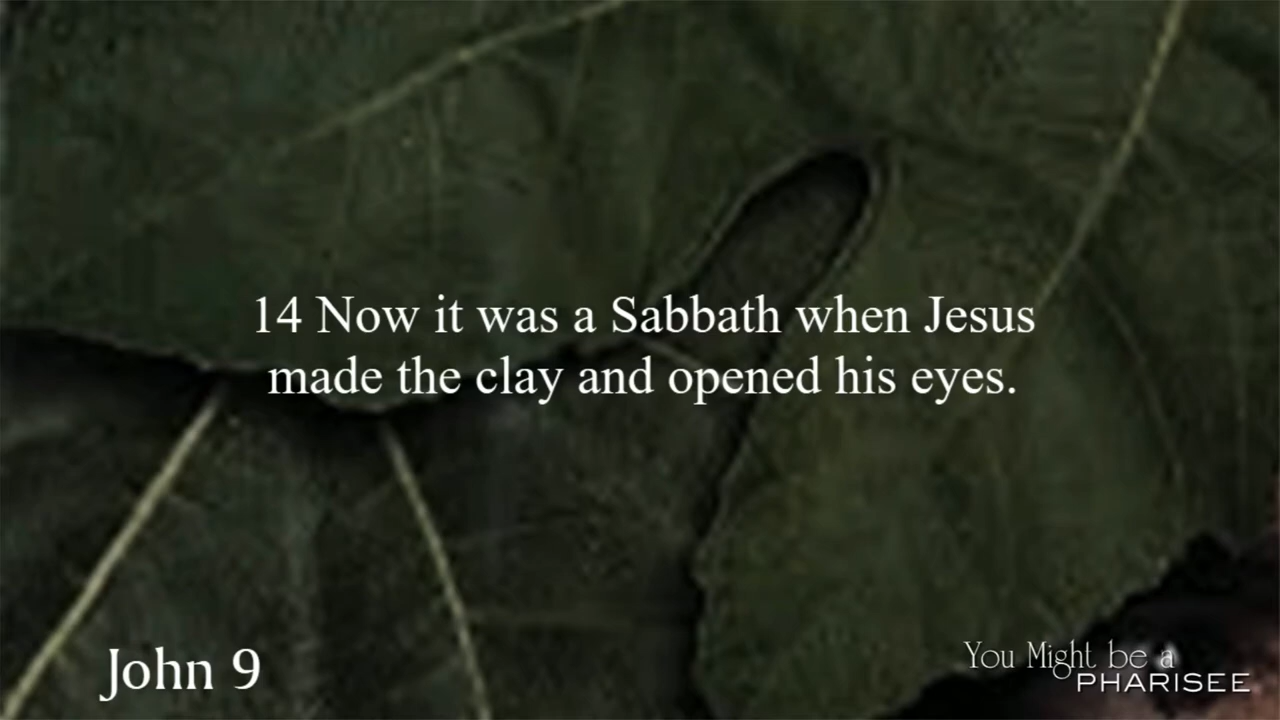 14 Now it was a Sabbath when Jesus
made the clay and opened his eyes.
John 9
You Might be a
PHARISEE